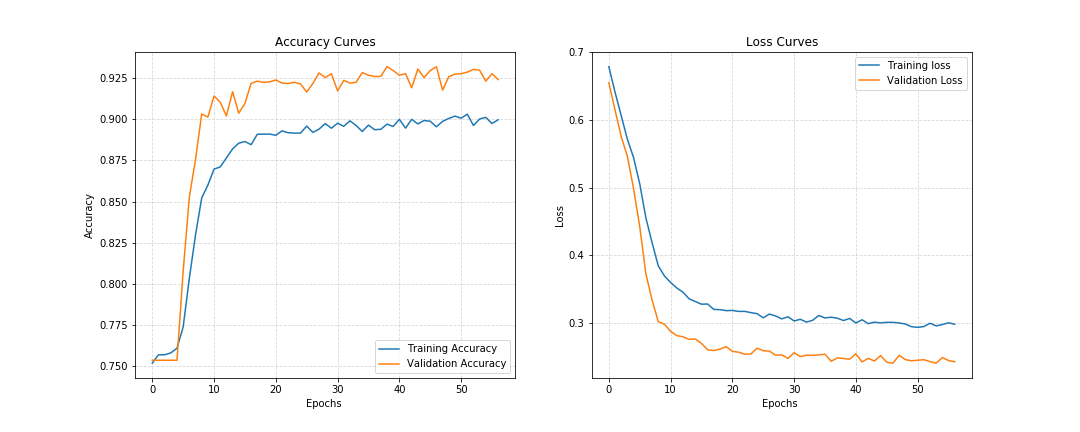 Accuracy Curves
0.925
0.900
0.875
0.850
0.825
0.800
0.775
0.750
Accuracy
0 10 20 30 40 50
Epochs
Training Accuracy
Validation Accuracy
Loss Curves
0.7
0.6
0.5
0.4
0.3
Loss
0 10 20 30 40 50
Epochs
Training loss
Validation Loss